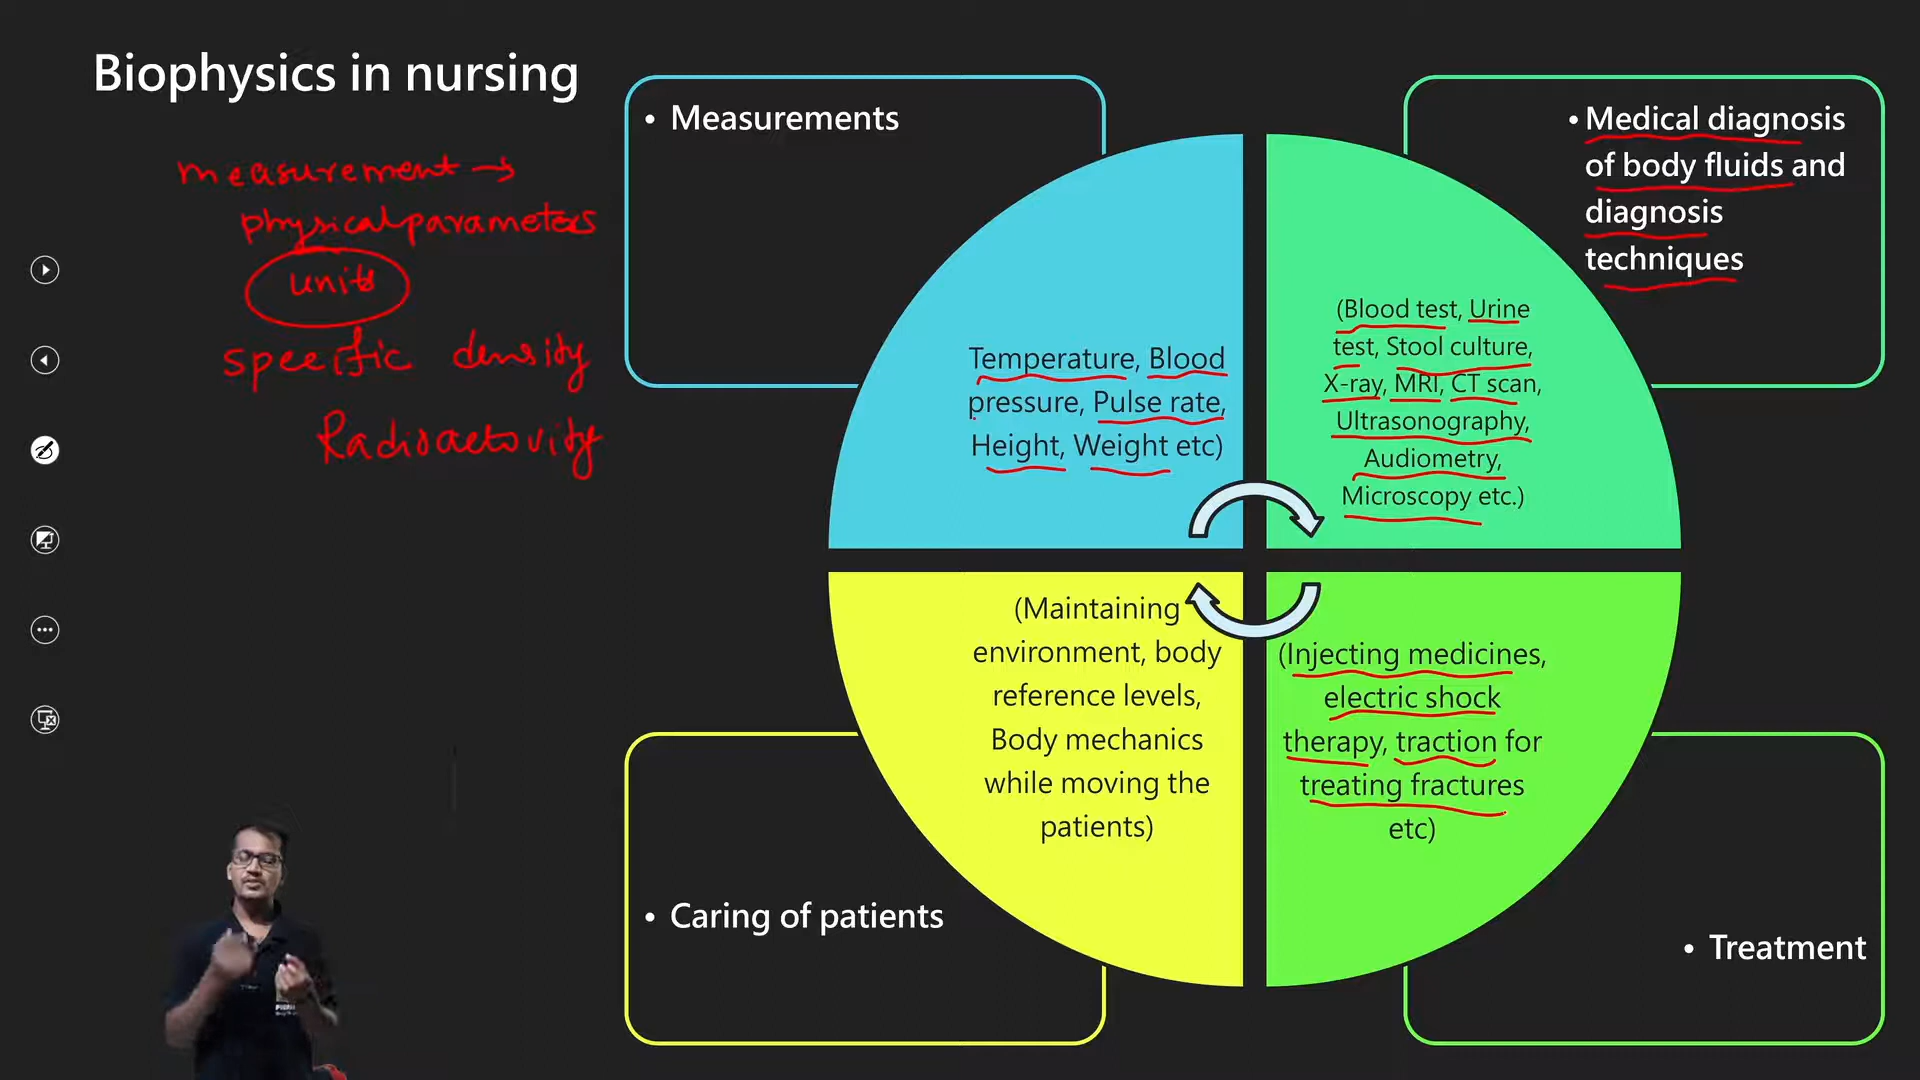 Biophysics in nursing
measurement →
physical parameters
units
specific density
Radioactivity
• Measurements
Temperature, Blood
pressure, Pulse rate,
Height, Weight etc)
• Medical diagnosis
of body fluids and
diagnosis
techniques
(Blood test, Urine
test, Stool culture,
X-ray, MRI, CT scan,
Ultrasonography,
Audiometry,
Microscopy etc.)
(Maintaining
environment, body
reference levels,
Body mechanics
while moving the
patients)
• Caring of patients
(Injecting medicines,
electric shock
therapy, traction for
treating fractures
etc)
• Treatment